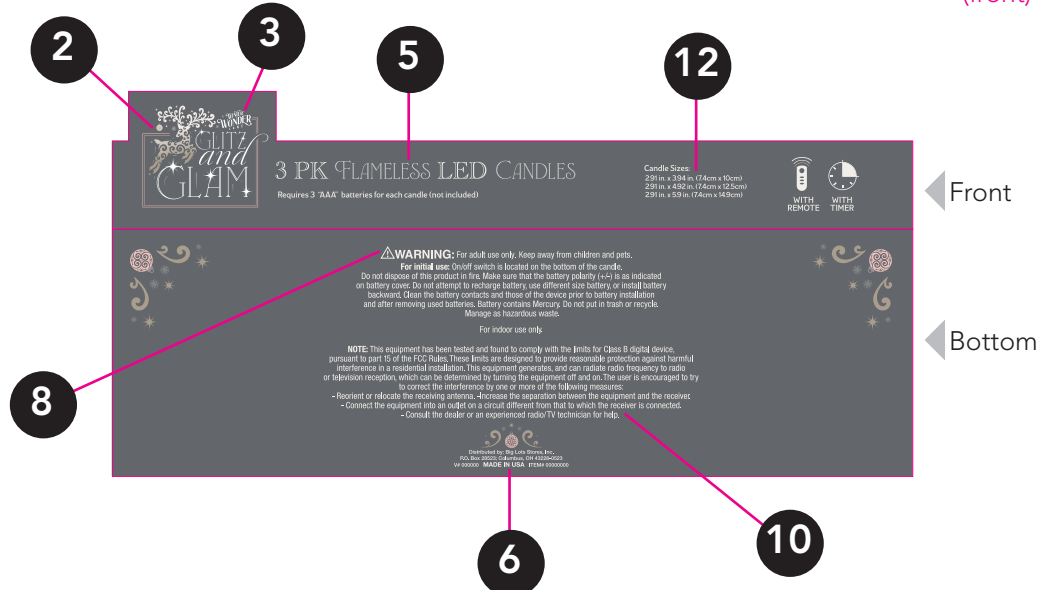 (front)
2
3
5
12
WINTER
WONDER
GLITZ
and
GLAM
3 PK FLAMELESS LED CANDLES
Requires 3 "AAA" batteries for each candle (not included)
Candle Sizes:
2.91 in. x 3.94 in. (7.4cm x 10cm)
2.91 in. x 4.92 in. (7.4cm x 12.5cm)
2.91 in. x 5.9 in. (7.4cm x 14.9cm)
WITH
REMOTE
WITH
TIMER
Front
⚠WARNING: For adult use only. Keep away from children and pets.
For initial use: On/off switch is located on the bottom of the candle.
Do not dispose of this product in fire. Make sure that the battery polarity (+/-) is as indicated
on battery cover. Do not attempt to recharge battery, use different size battery, or install battery
backward. Clean the battery contacts and those of the device prior to battery installation
and after removing used batteries. Battery contains Mercury. Do not put in trash or recycle.
Manage as hazardous waste.
For indoor use only.
Bottom
NOTE: This equipment has been tested and found to comply with the limits for Class B digital device,
pursuant to part 15 of the FCC Rules. These limits are designed to provide reasonable protection against harmful
interference in a residential installation. This equipment generates, and can radiate radio frequency to radio
or television reception, which can be determined by turning the equipment off and on. The user is encouraged to try
to correct the interference by one or more of the following measures:
- Reorient or relocate the receiving antenna. -Increase the separation between the equipment and the receiver.
- Connect the equipment into an outlet on a circuit different from that to which the receiver is connected.
- Consult the dealer or an experienced radio/TV technician for help.
8
Distributed by: Big Lots Stores, Inc.
P.O. Box 28523; Columbus, OH 43228-0523
V# 000000 MADE IN USA ITEM# 00000000
6
10